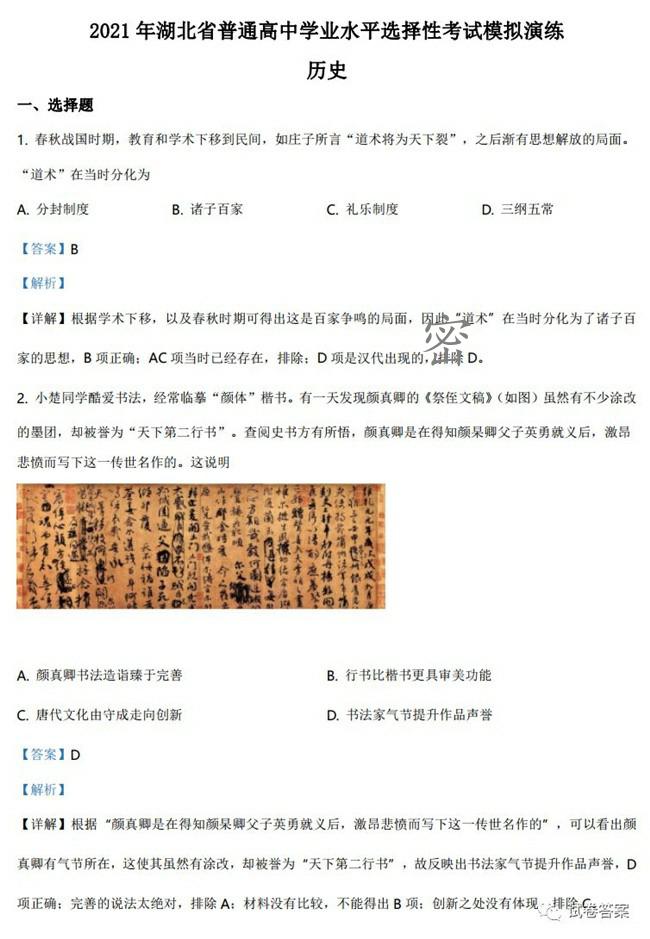 2021 年湖北省普通高中学业水平选择性考试模拟演练
历史
一、选择题
1. 春秋战国时期，教育和学术下移到民间，如庄子所言“道术将为天下裂”，之后渐有思想解放的局面。
“道术”在当时分化为
A. 分封制度 B. 诸子百家 C. 礼乐制度 D. 三纲五常
【答案】B
【解析】
【详解】根据学术下移，以及春秋时期可得出这是百家争鸣的局面，因此“道术”在当时分化为了诸子百
家的思想，B 项正确；AC 项当时已经存在，排除；D 项是汉代出现的，排除 D。
密
2. 小楚同学酷爱书法，经常临摹“颜体”楷书。有一天发现颜真卿的《祭侄文稿》（如图）虽然有不少涂改
的墨团，却被誉为“天下第二行书”。查阅史书方有所悟，颜真卿是在得知颜杲卿父子英勇就义后，激昂
悲愤而写下这一传世名作的。这说明
A. 颜真卿书法造诣臻于完善 B. 行书比楷书更具审美功能
C. 唐代文化由守成走向创新 D. 书法家气节提升作品声誉
【答案】D
【解析】
【详解】根据“颜真卿是在得知颜杲卿父子英勇就义后，激昂悲愤而写下这一传世名作的”，可以看出颜
真卿有气节所在，这使其虽然有涂改，却被誉为“天下第二行书”，故反映出书法家气节提升作品声誉，D
项正确；完善的说法太绝对，排除 A；材料没有比较，不能得出 B 项；创新之处没有体现，排除 C
试卷答案